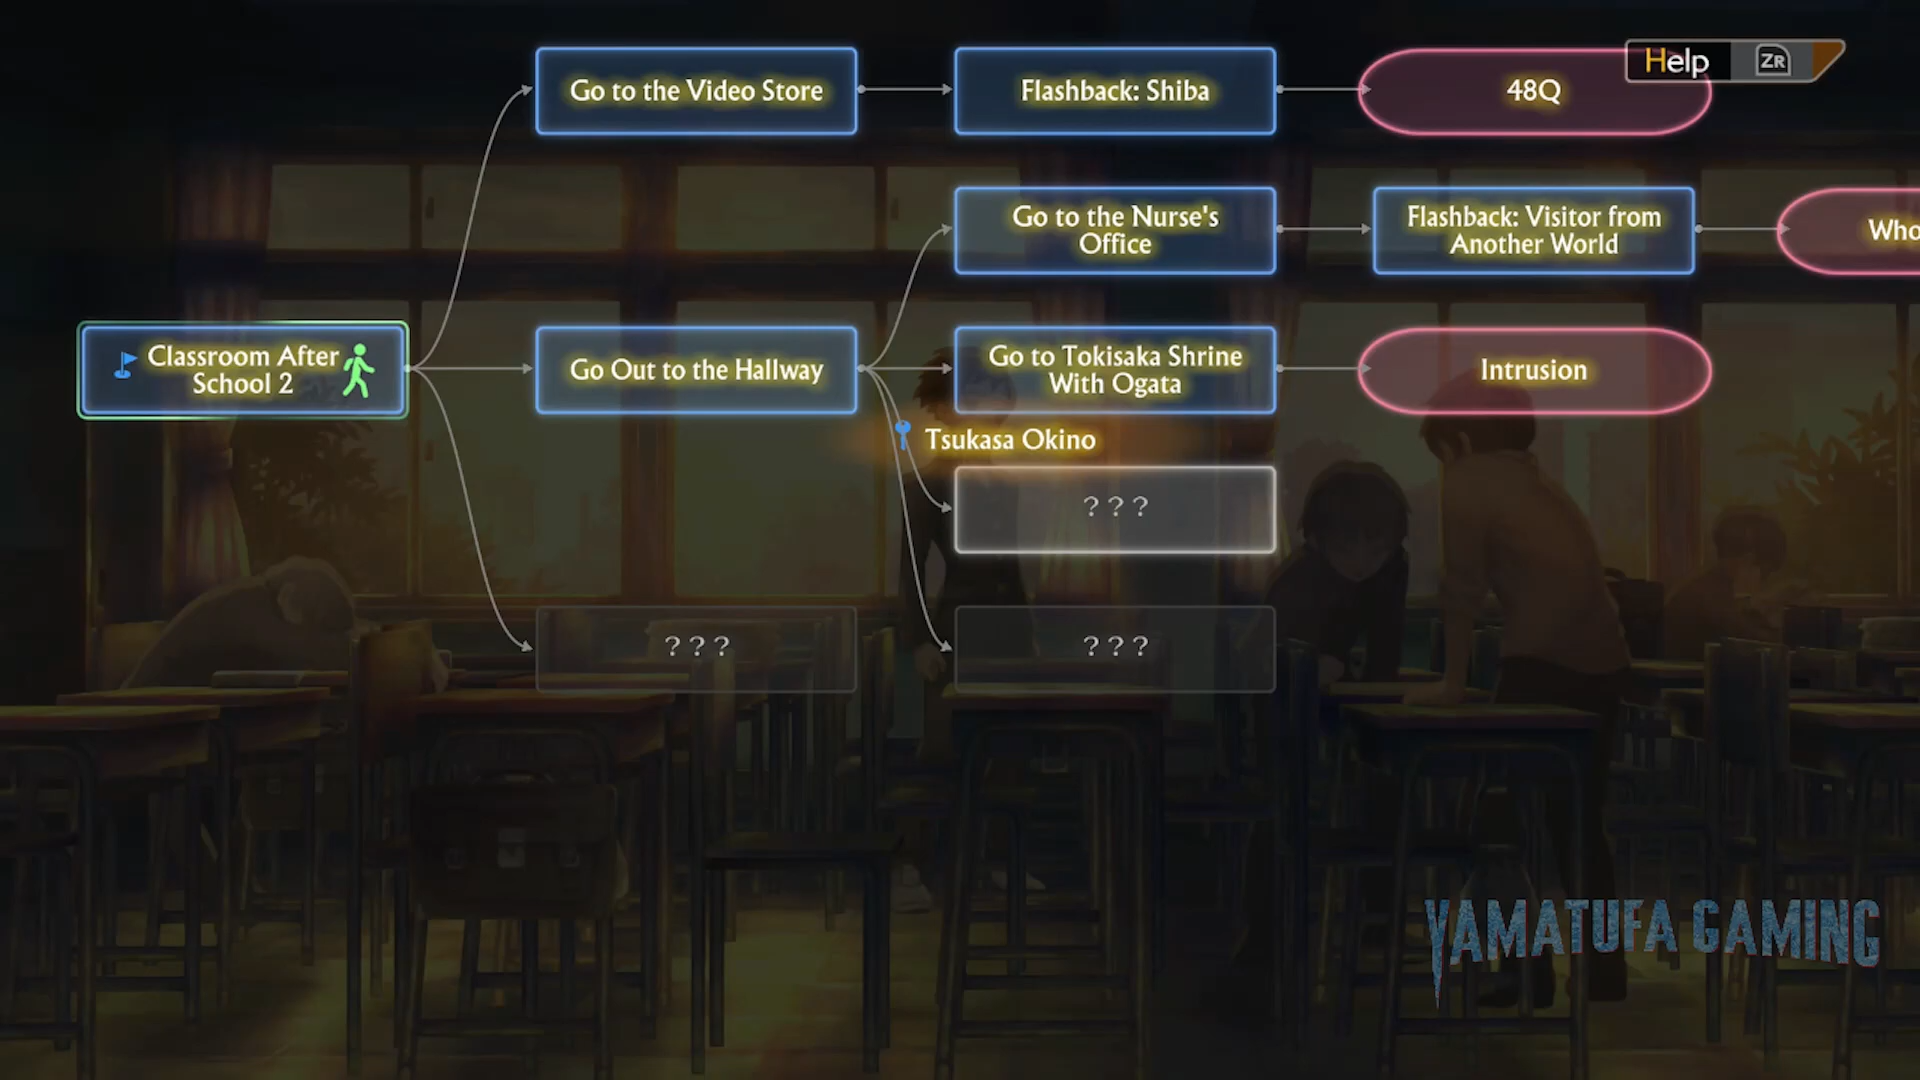 Go to the Video Store
Flashback: Shiba
48Q
Help
ZR
Go to the Nurse's
Office
Flashback: Visitor from
Another World
Who
Classroom After
School 2
Go Out to the Hallway
Go to Tokisaka Shrine
With Ogata
Intrusion
Tsukasa Okino
???
???
???
YAMATUFA GAMING